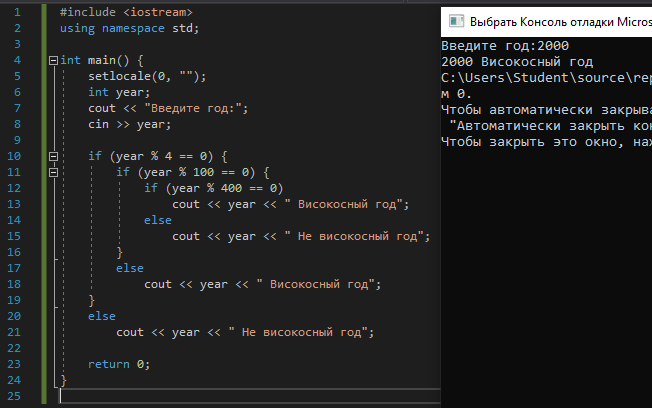 1 #include <iostream>
2 using namespace std;
3
4 int main() {
5 setlocale(0, "");
6 int year;
7 cout << "Введите год:";
8 cin >> year;
9
10 if (year % 4 == 0) {
11 if (year % 100 == 0) {
12 if (year % 400 == 0)
13 cout << year << " Високосный год";
14 else
15 cout << year << " Не високосный год";
16 }
17 else
18 cout << year << " Високосный год";
19 }
20 else
21 cout << year << " Не високосный год";
22
23 return 0;
24 }
25
Выбрать Консоль отладки Micros
Введите год:2000
2000 Високосный год
C:\Users\Student\source\rep
м 0.
Чтобы автоматически закрыва
"Автоматически закрыть кон
Чтобы закрыть это окно, наж